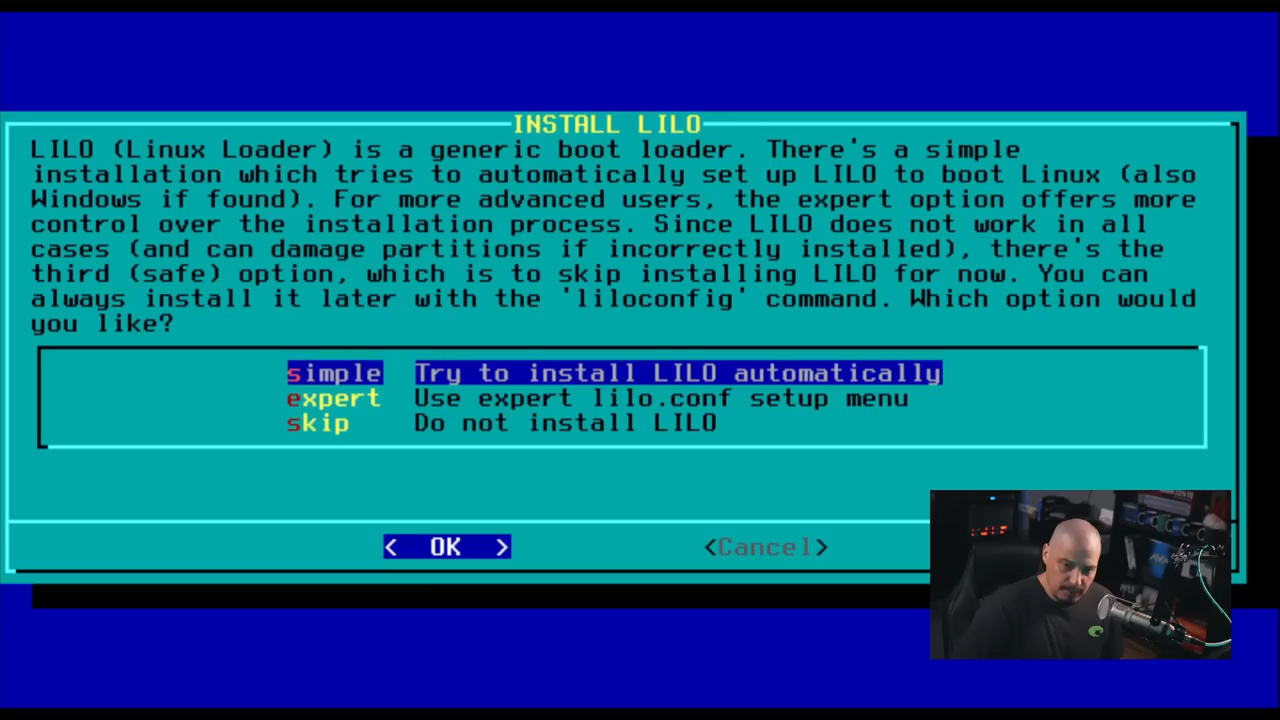 INSTALL LILO
LILO (Linux Loader) is a generic boot loader. There's a simple
installation which tries to automatically set up LILO to boot Linux (also
Windows if found). For more advanced users, the expert option offers more
control over the installation process. Since LILO does not work in all
cases (and can damage partitions if incorrectly installed), there's the
third (safe) option, which is to skip installing LILO for now. You can
always install it later with the 'liloconfig' command. Which option would
you like?
simple Try to install LILO automatically
expert Use expert lilo.conf setup menu
skip Do not install LILO
< OK > <Cancel>